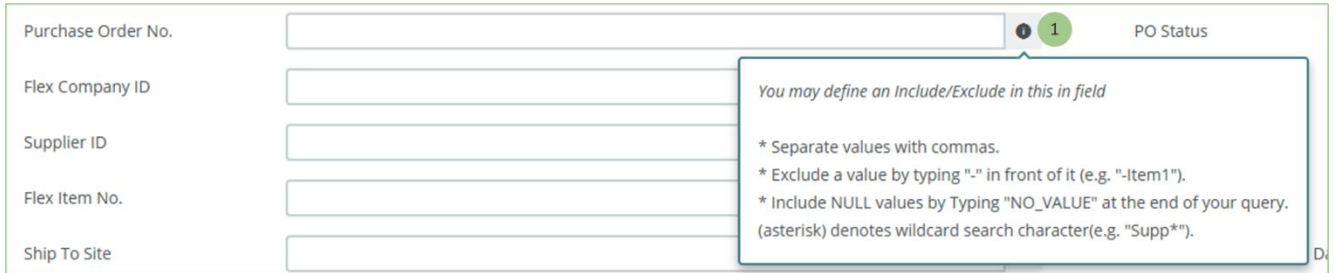 Purchase Order No.
1
PO Status
Flex Company ID
You may define an Include/Exclude in this in field
Supplier ID
* Separate values with commas.
* Exclude a value by typing "-" in front of it (e.g. "-Item1").
Flex Item No.
* Include NULL values by Typing "NO_VALUE" at the end of your query.
(asterisk) denotes wildcard search character(e.g. "Supp*").
Ship To Site